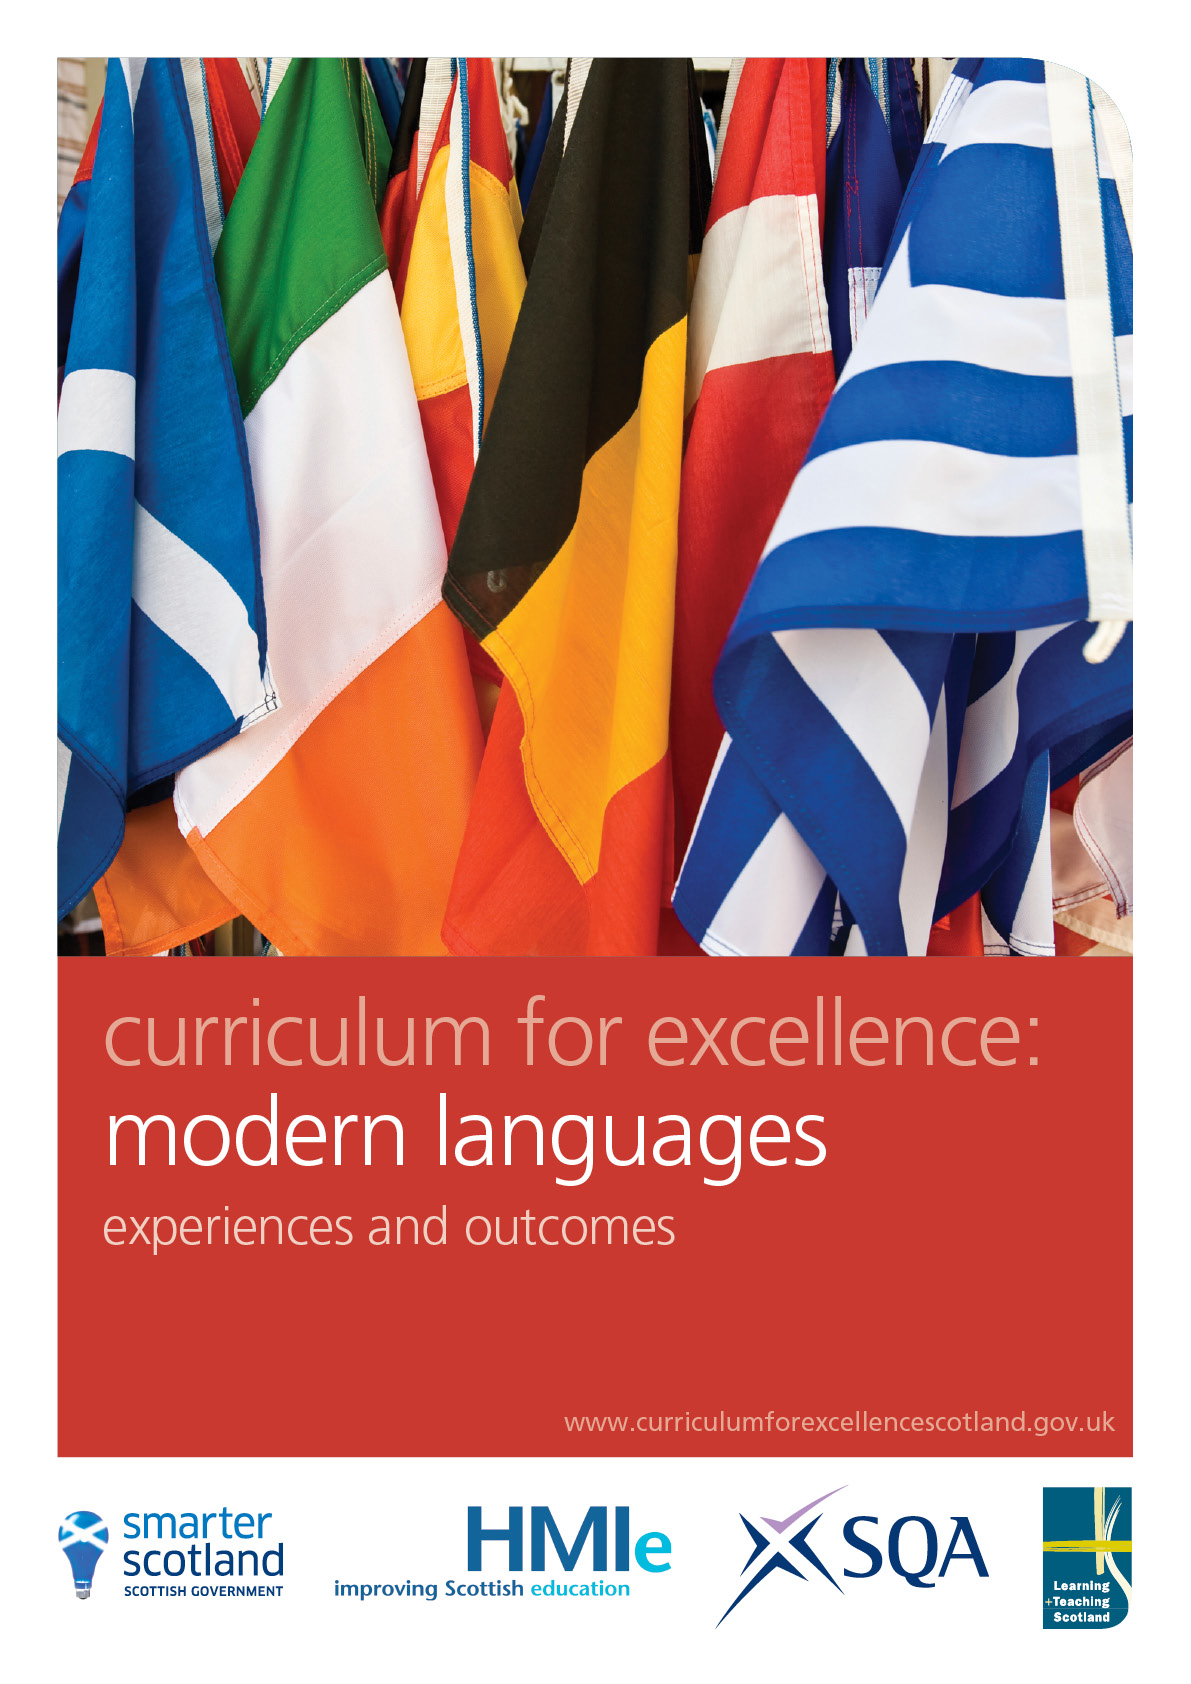 curriculum for excellence:
modern languages
experiences and outcomes
www.curriculumforexcellencescotland.gov.uk
smarter
scotland
SCOTTISH GOVERNMENT
HMIe
improving Scottish education
SQA
Learning
+Teaching
Scotland